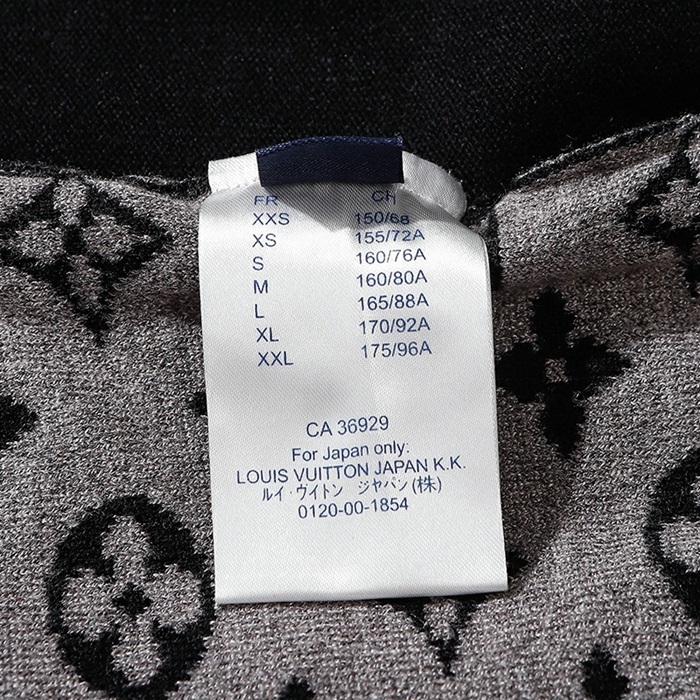 FR CH
XXS 150/68
XS 155/72A
S 160/76A
M 160/80A
L 165/88A
XL 170/92A
XXL 175/96A
CA 36929
For Japan only:
LOUIS VUITTON JAPAN K.K.
ルイ・ヴイトン ジャパン(株)
0120-00-1854